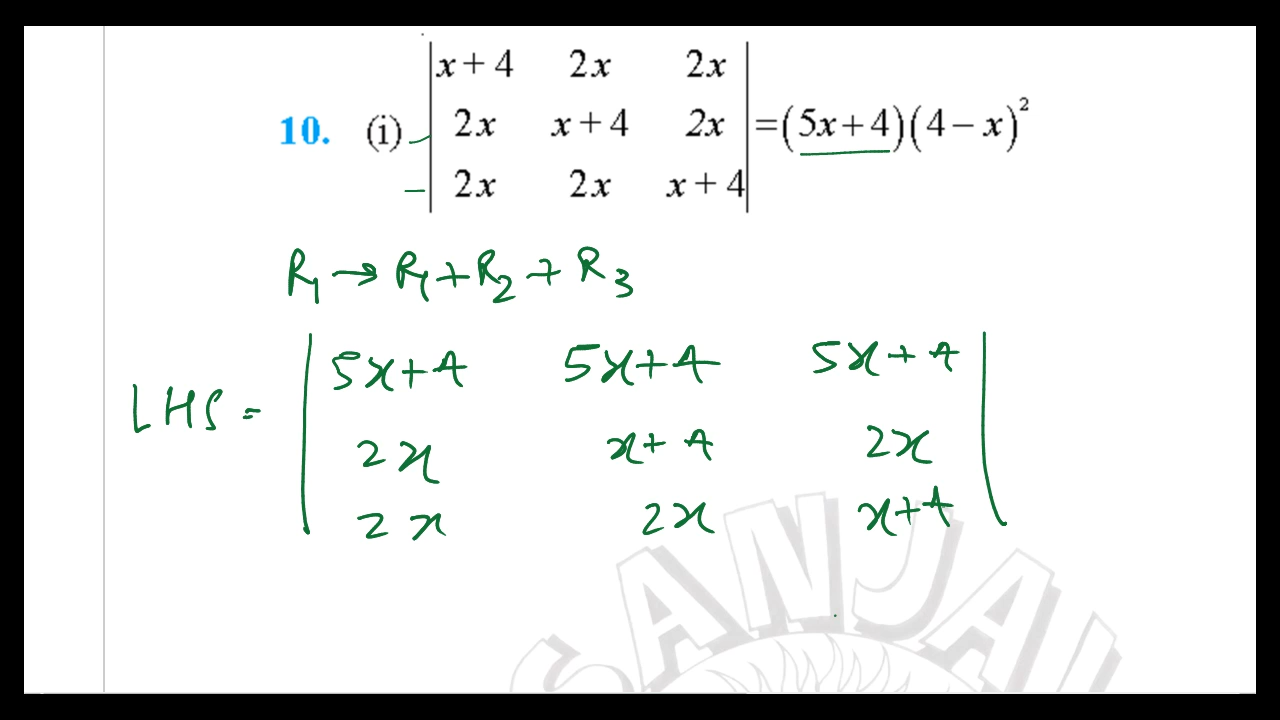 x + 4 2x 2x
10. (i) 2x x + 4 2x = (5x + 4)(4 − x)²
2x 2x x + 4
R₁ → R₁ + R₂ + R₃
5x+4 5x+4 5x+4
LHS = 2x x+4 2x
2x 2x x+4
SANJAY